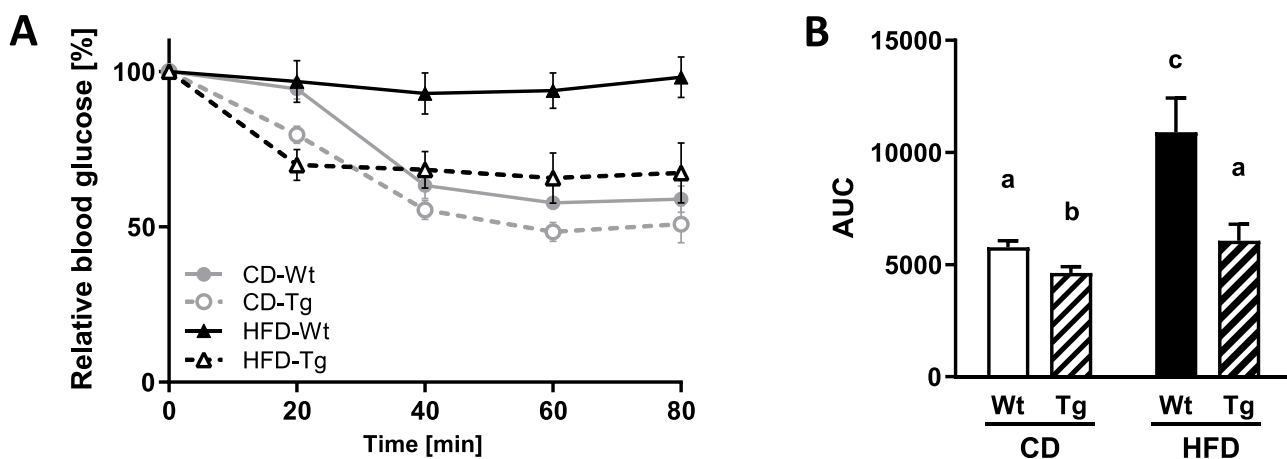 A
Relative blood glucose [%]
100
50
0
CD-Wt
CD-Tg
HFD-Wt
HFD-Tg
0 20 40 60 80
Time [min]
B
AUC
15000
10000
5000
0
a
b
c
a
Wt Tg Wt Tg
CD HFD